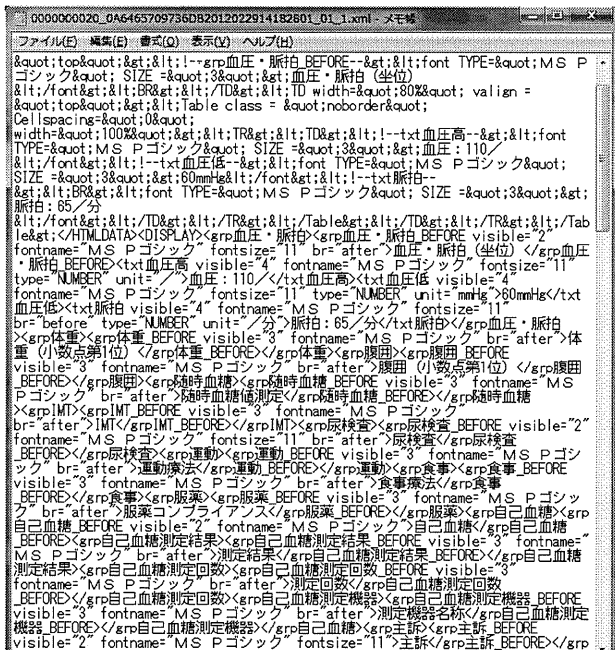 0000000020_0A6465709736DB2012022914182801_01_1.xml - メモ帳
ファイル(F) 編集(E) 書式(O) 表示(V) ヘルプ(H)
&quot;top&quot;&gt;&lt;!--grp血圧・脈拍_BEFORE--&gt;&lt;font TYPE=&quot;ＭＳ Ｐ
ゴシック&quot; SIZE =&quot;3&quot;&gt;血圧・脈拍（坐位）
&lt;/font&gt;&lt;BR&gt;&lt;/TD&gt;&lt;TD width=&quot;80%&quot; valign =
&quot;top&quot;&gt;&lt;Table class = &quot;noborder&quot;
Cellspacing=&quot;0&quot;
width=&quot;100%&quot;&gt;&lt;TR&gt;&lt;TD&gt;&lt;!--txt血圧高--&gt;&lt;font
TYPE=&quot;ＭＳ Ｐゴシック&quot; SIZE =&quot;3&quot;&gt;血圧：110／
&lt;/font&gt;&lt;!--txt血圧低--&gt;&lt;font TYPE=&quot;ＭＳ Ｐゴシック&quot;
SIZE =&quot;3&quot;&gt;60mmHg&lt;/font&gt;&lt;!--txt脈拍--
&gt;&lt;BR&gt;&lt;font TYPE=&quot;ＭＳ Ｐゴシック&quot; SIZE =&quot;3&quot;&gt;
脈拍：65／分
&lt;/font&gt;&lt;/TD&gt;&lt;/TR&gt;&lt;/Table&gt;&lt;/TD&gt;&lt;/TR&gt;&lt;/Tab
le&gt;</HTMLDATA><DISPLAY><grp血圧・脈拍><grp血圧・脈拍_BEFORE visible="2"
fontname="ＭＳ Ｐゴシック" fontsize="11" br="after">血圧・脈拍（坐位）</grp血圧
・脈拍_BEFORE><txt血圧高 visible="4" fontname="ＭＳ Ｐゴシック" fontsize="11"
type="NUMBER" unit="／">血圧：110／</txt血圧高><txt血圧低 visible="4"
fontname="ＭＳ Ｐゴシック" fontsize="11" type="NUMBER" unit="mmHg">60mmHg</txt
血圧低><txt脈拍 visible="4" fontname="ＭＳ Ｐゴシック" fontsize="11"
br="before" type="NUMBER" unit="／分">脈拍：65／分</txt脈拍></grp血圧・脈拍
><grp体重><grp体重_BEFORE visible="3" fontname="ＭＳ Ｐゴシック" br="after">体
重（小数点第1位）</grp体重_BEFORE></grp体重><grp腹囲><grp腹囲_BEFORE
visible="3" fontname="ＭＳ Ｐゴシック" br="after">腹囲（小数点第1位）</grp腹囲
_BEFORE></grp腹囲><grp随時血糖><grp随時血糖_BEFORE visible="3" fontname="ＭＳ
Ｐゴシック" br="after">随時血糖値測定</grp随時血糖_BEFORE></grp随時血糖
><grpIMT><grpIMT_BEFORE visible="3" fontname="ＭＳ Ｐゴシック"
br="after">IMT</grpIMT_BEFORE></grpIMT><grp尿検査><grp尿検査_BEFORE visible="2"
fontname="ＭＳ Ｐゴシック" fontsize="11" br="after">尿検査</grp尿検査
_BEFORE></grp尿検査><grp運動><grp運動_BEFORE visible="3" fontname="ＭＳ Ｐゴシ
ック" br="after">運動療法</grp運動_BEFORE></grp運動><grp食事><grp食事_BEFORE
visible="3" fontname="ＭＳ Ｐゴシック" br="after">食事療法</grp食事
_BEFORE></grp食事><grp服薬><grp服薬_BEFORE visible="3" fontname="ＭＳ Ｐゴシッ
ク" br="after">服薬コンプライアンス</grp服薬_BEFORE></grp服薬><grp自己血糖><grp
自己血糖_BEFORE visible="2" fontname="ＭＳ Ｐゴシック">自己血糖</grp自己血糖
_BEFORE><grp自己血糖測定結果><grp自己血糖測定結果_BEFORE visible="3" fontname="
ＭＳ Ｐゴシック" br="after">測定結果</grp自己血糖測定結果_BEFORE></grp自己血糖
測定結果><grp自己血糖測定回数><grp自己血糖測定回数_BEFORE visible="3"
fontname="ＭＳ Ｐゴシック" br="after">測定回数</grp自己血糖測定回数
_BEFORE></grp自己血糖測定回数><grp自己血糖測定機器><grp自己血糖測定機器_BEFORE
visible="3" fontname="ＭＳ Ｐゴシック" br="after">測定機器名称</grp自己血糖測定
機器_BEFORE></grp自己血糖測定機器></grp自己血糖><grp主訴><grp主訴_BEFORE
visible="2" fontname="ＭＳ Ｐゴシック" fontsize="11">主訴</grp主訴_BEFORE></grp